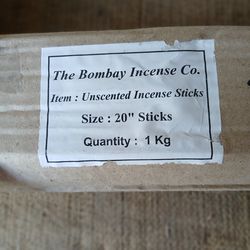 The Bombay Incense Co.
Item : Unscented Incense Sticks
Size : 20" Sticks
Quantity : 1 Kg